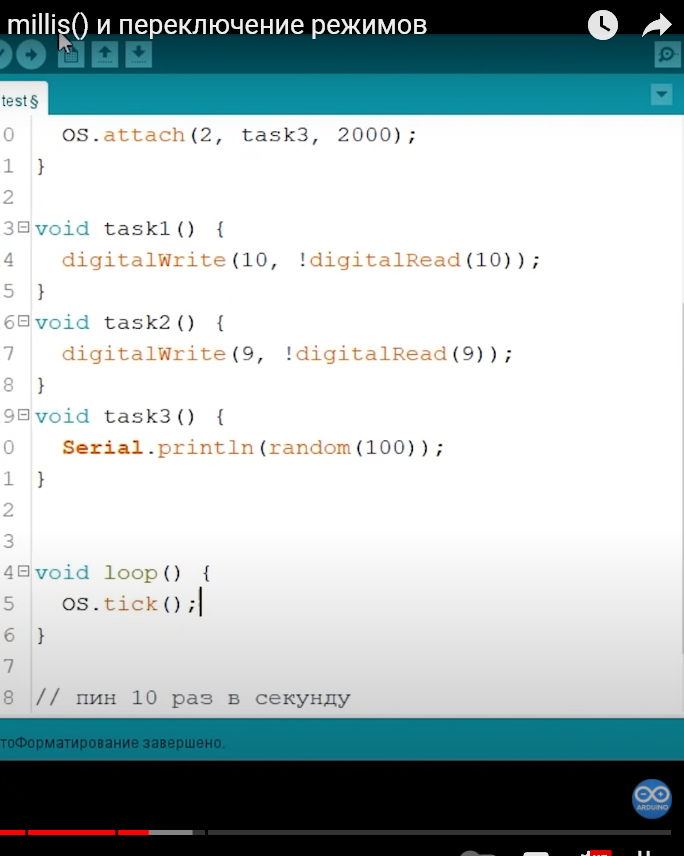 millis() и переключение режимов
test §
0 OS.attach(2, task3, 2000);
1 }
2
3 void task1() {
4 digitalWrite(10, !digitalRead(10));
5 }
6 void task2() {
7 digitalWrite(9, !digitalRead(9));
8 }
9 void task3() {
0 Serial.println(random(100));
1 }
2
3
4 void loop() {
5 OS.tick();
6 }
7
8 // пин 10 раз в секунду
тоФорматирование завершено.
ARDUINO